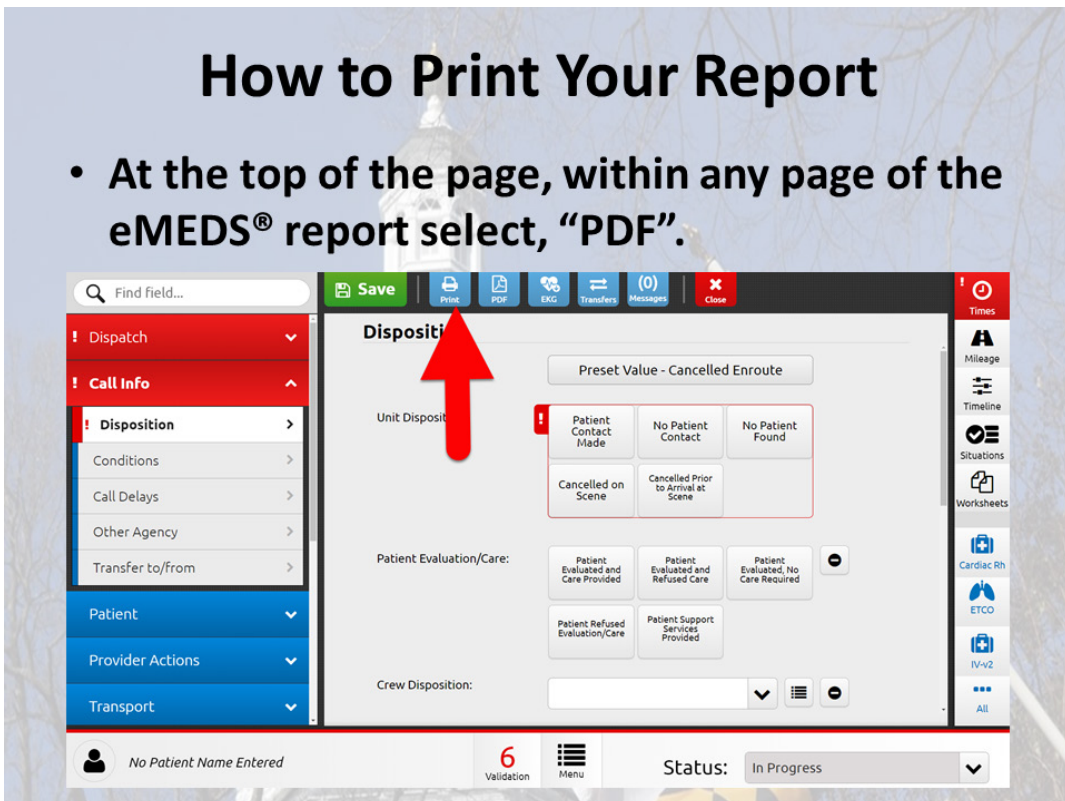 How to Print Your Report
• At the top of the page, within any page of the
eMEDS® report select, “PDF”.
Find field...
Save
Print
PDF
EKG
Transfers
(0)
Messages
Close
! Dispatch
! Call Info
! Disposition
Conditions
Call Delays
Other Agency
Transfer to/from
Patient
Provider Actions
Transport
Dispositi
Preset Value - Cancelled Enroute
Unit Disposit
!
Patient
Contact
Made
No Patient
Contact
No Patient
Found
Cancelled on
Scene
Cancelled Prior
to Arrival at
Scene
Patient Evaluation/Care:
Patient
Evaluated and
Care Provided
Patient
Evaluated and
Refused Care
Patient
Evaluated, No
Care Required
Patient Refused
Evaluation/Care
Patient Support
Services
Provided
Crew Disposition:
!
Times
Mileage
Timeline
Situations
Worksheets
Cardiac Rh
ETCO
IV-v2
All
No Patient Name Entered
6
Validation
Menu
Status:
In Progress